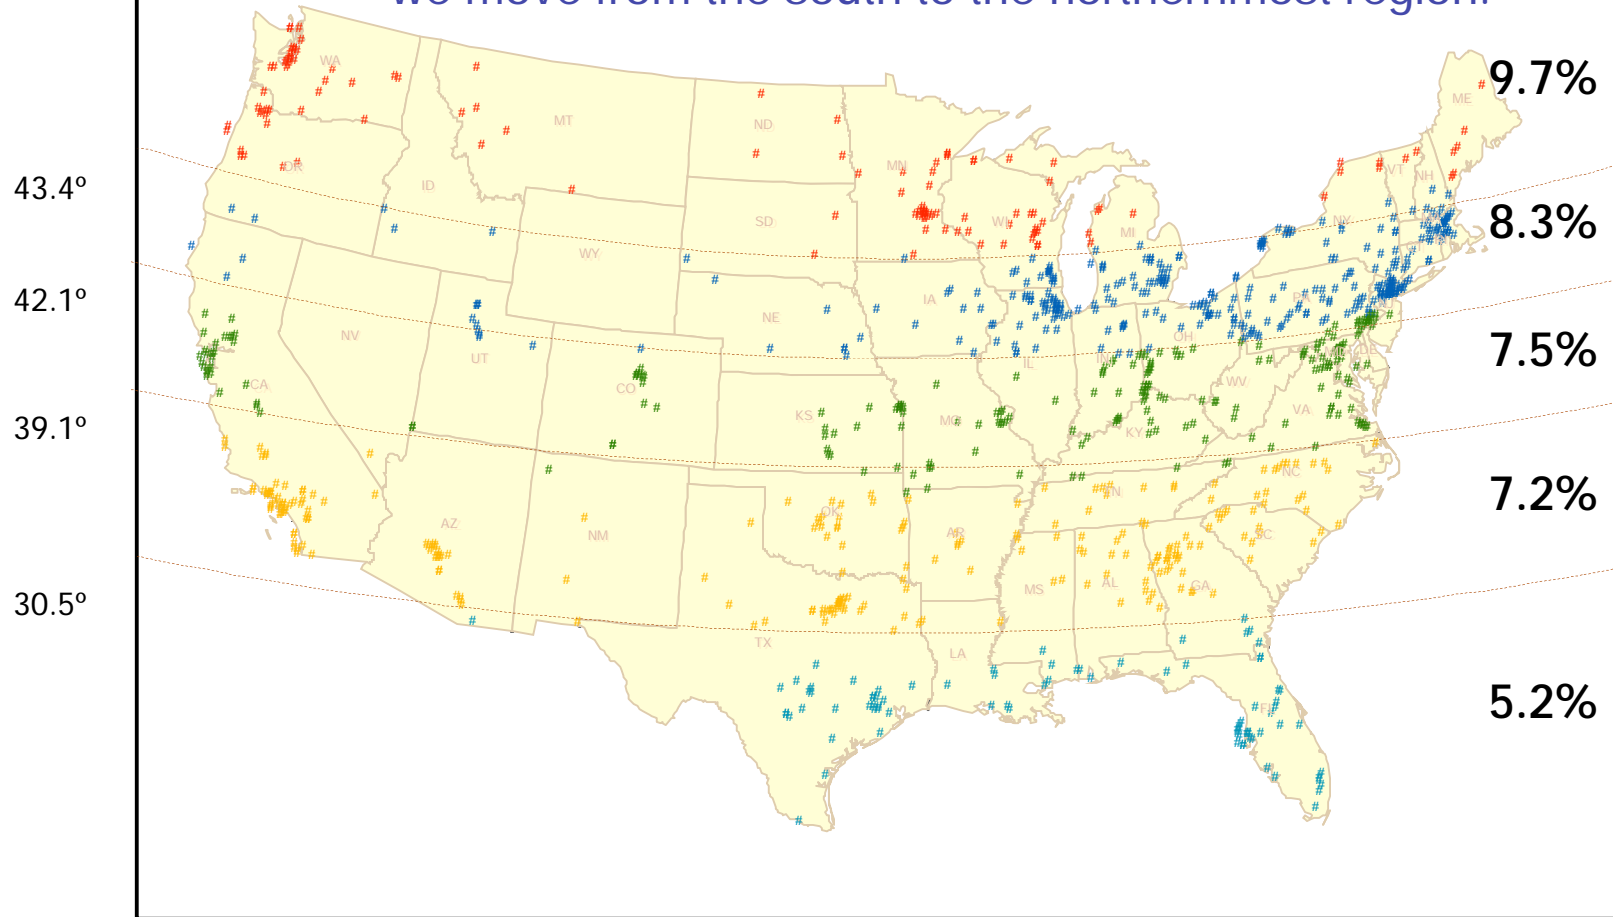 we move from the south to the northernmost region.
9.7%
WA
ME
MT
ND
MN
OR
VT
NH
43.4º
ID
8.3%
SD
WI
NY
MI
WY
42.1º
IA
PA
NE
NV
OH
7.5%
UT
IL
IN
DE
CO
WV
CA
KS
MO
VA
39.1º
KY
NC
TN
7.2%
OK
AZ
NM
AR
SC
MS
AL
GA
30.5º
TX
LA
5.2%
FL